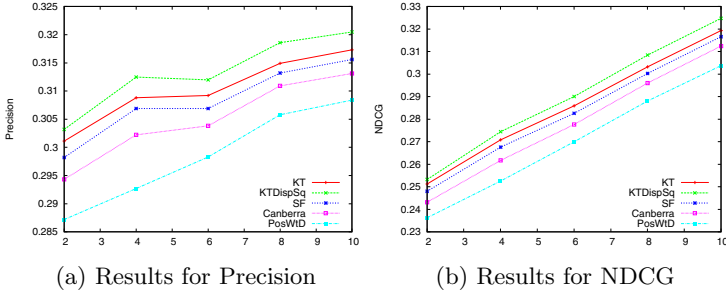 0.325
0.32
0.315
0.31
0.305
0.3
0.295
0.29
0.285
Precision
KT
KTDispSq
SF
Canberra
PosWtD
2 3 4 5 6 7 8 9 10
(a) Results for Precision
0.33
0.32
0.31
0.3
0.29
0.28
0.27
0.26
0.25
0.24
0.23
NDCG
KT
KTDispSq
SF
Canberra
PosWtD
2 3 4 5 6 7 8 9 10
(b) Results for NDCG